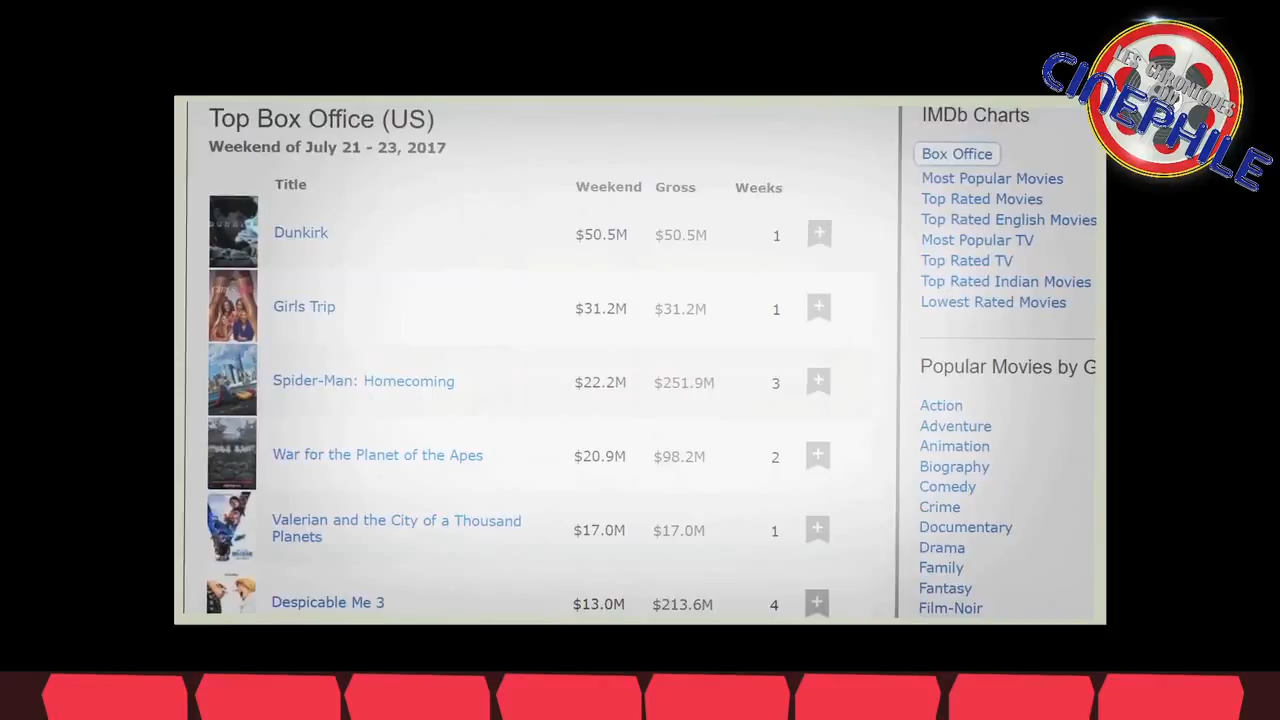 LES CHRONIQUES
DU
CINEPHILE
Top Box Office (US)
Weekend of July 21 - 23, 2017
Title Weekend Gross Weeks
Dunkirk $50.5M $50.5M 1
Girls Trip $31.2M $31.2M 1
Spider-Man: Homecoming $22.2M $251.9M 3
War for the Planet of the Apes $20.9M $98.2M 2
Valerian and the City of a Thousand
Planets $17.0M $17.0M 1
Despicable Me 3 $13.0M $213.6M 4
IMDb Charts
Box Office
Most Popular Movies
Top Rated Movies
Top Rated English Movies
Most Popular TV
Top Rated TV
Top Rated Indian Movies
Lowest Rated Movies
Popular Movies by G
Action
Adventure
Animation
Biography
Comedy
Crime
Documentary
Drama
Family
Fantasy
Film-Noir